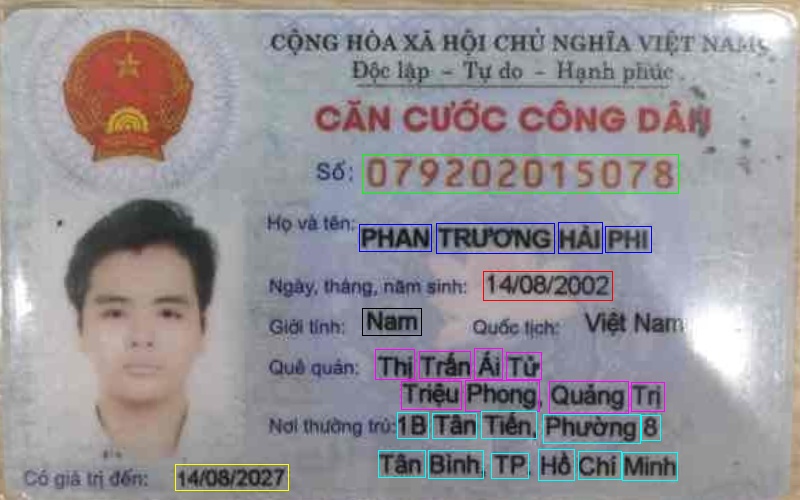 CỘNG HÒA XÃ HỘI CHỦ NGHĨA VIỆT NAM
Độc lập - Tự do - Hạnh phúc
CĂN CƯỚC CÔNG DÂN
Số: 079202015078
Họ và tên: PHAN TRƯƠNG HẢI PHI
Ngày, tháng, năm sinh: 14/08/2002
Giới tính: Nam Quốc tịch: Việt Nam
Quê quán: Thị Trấn Ái Tử
Triệu Phong, Quảng Trị
Nơi thường trú: 1B Tân Tiến, Phường 8
Tân Bình, TP. Hồ Chí Minh
Có giá trị đến: 14/08/2027